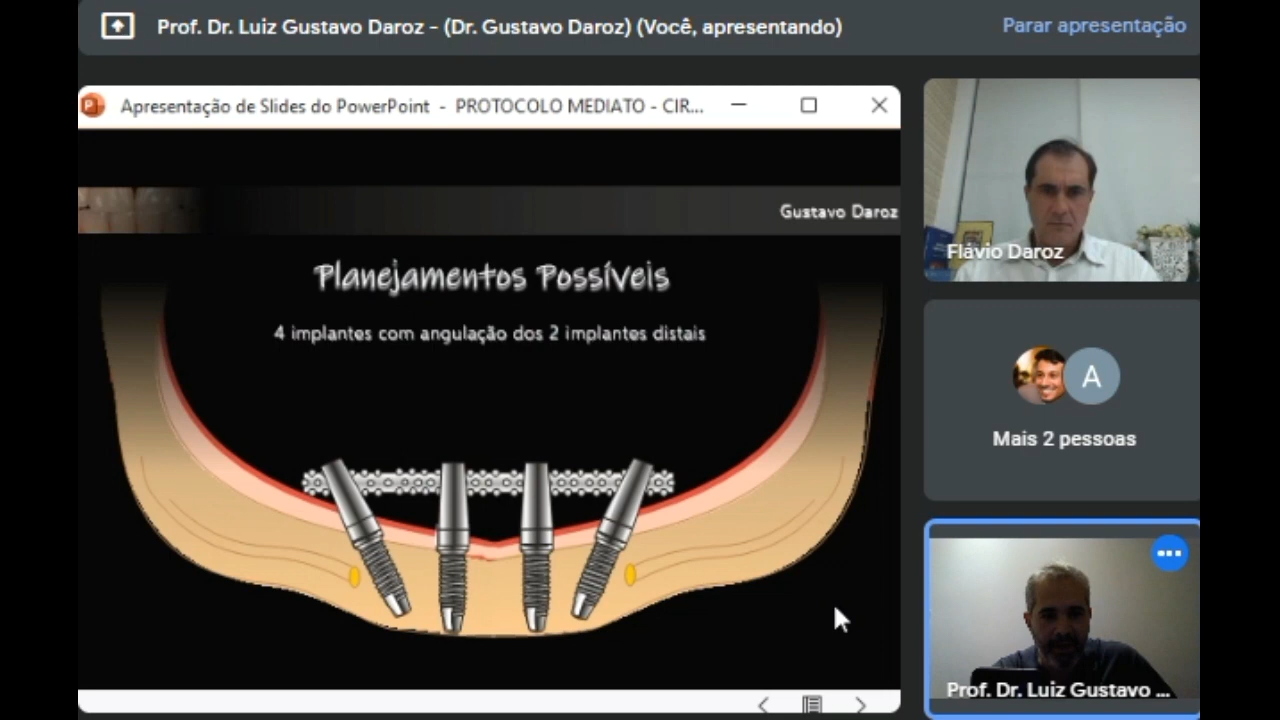 Prof. Dr. Luiz Gustavo Daroz - (Dr. Gustavo Daroz) (Você, apresentando)
Parar apresentação
Apresentação de Slides do PowerPoint - PROTOCOLO MEDIATO - CIR...
Gustavo Daroz
Planejamentos Possíveis
4 implantes com angulação dos 2 implantes distais
Flávio Daroz
A
Mais 2 pessoas
Prof. Dr. Luiz Gustavo ...